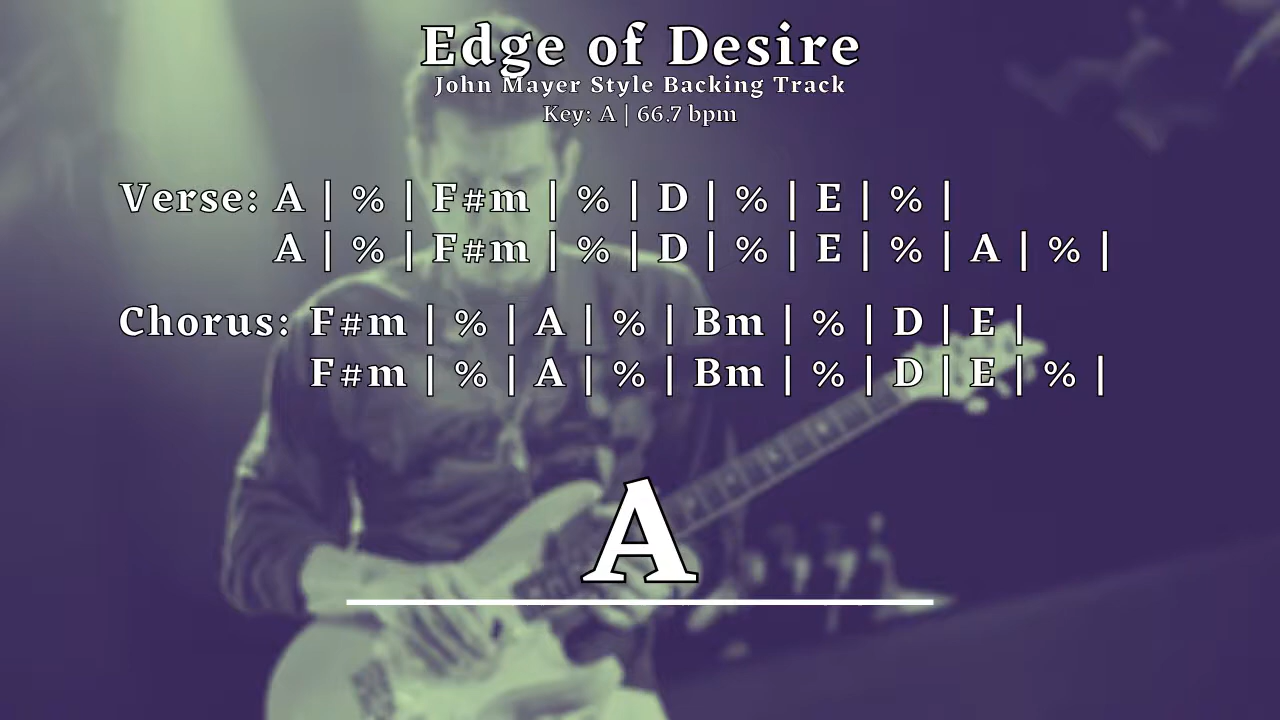 Edge of Desire
John Mayer Style Backing Track
Key: A | 66.7 bpm
Verse: A | % | F#m | % | D | % | E | % |
A | % | F#m | % | D | % | E | % | A | % |
Chorus: F#m | % | A | % | Bm | % | D | E |
F#m | % | A | % | Bm | % | D | E | % |
A